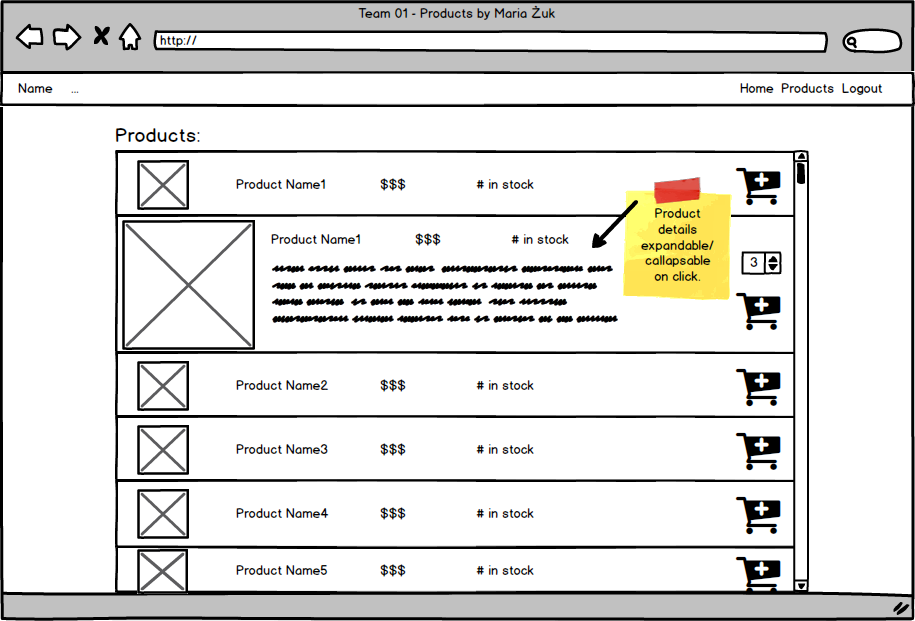 Team 01 - Products by Maria Żuk
http://
Name ... Home Products Logout
Products:
Product Name1 $$$ # in stock
Product Name1 $$$ # in stock
Product
details
expandable/
callapsable
on click.
3
Product Name2 $$$ # in stock
Product Name3 $$$ # in stock
Product Name4 $$$ # in stock
Product Name5 $$$ # in stock